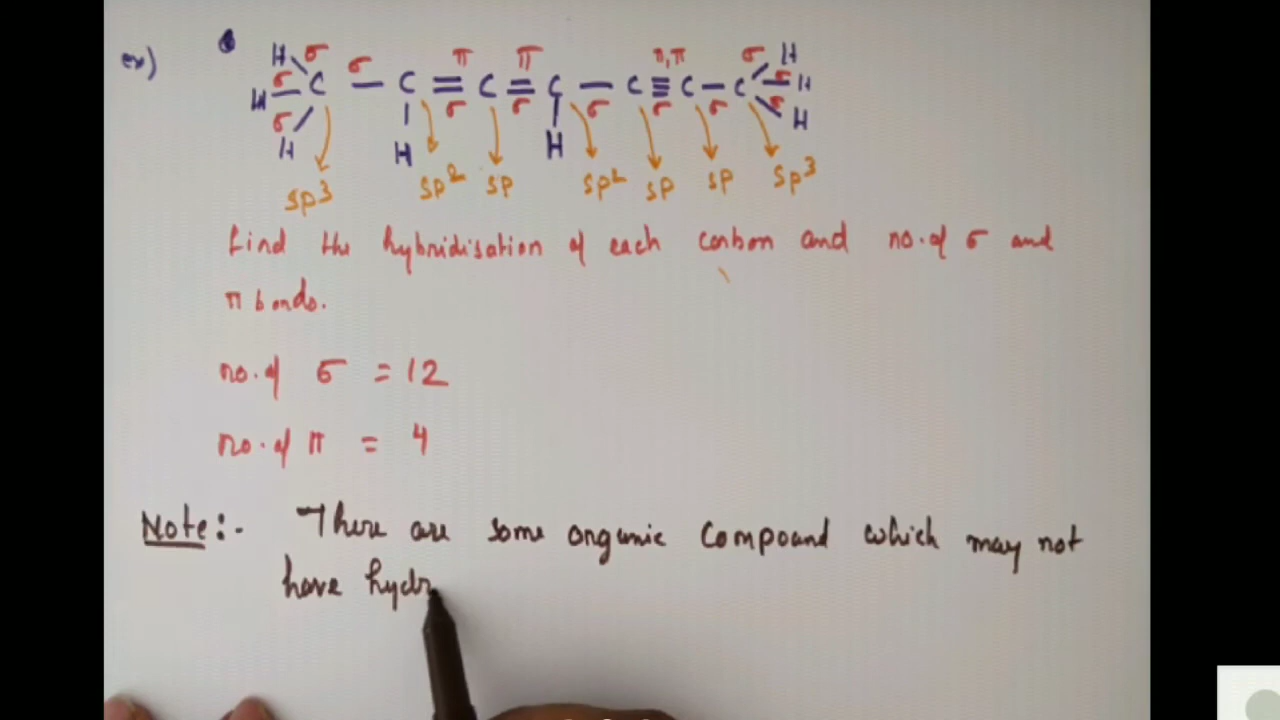 ex)
H σ σ π π π,π σ H
H σ C — C = C = C — C ≡ C — C σ H
σ σ σ σ σ σ σ
H H H H
sp³ sp² sp sp² sp sp sp³
find the hybridisation of each carbon and no. of σ and
π bonds.
no. of σ = 12
no. of π = 4
Note:- There are some organic compound which may not
have hydr